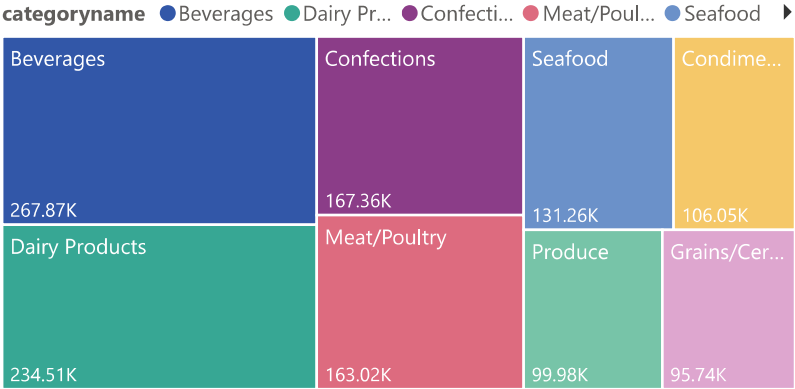 categoryname Beverages Dairy Pr... Confecti... Meat/Poul... Seafood
Beverages
267.87K
Dairy Products
234.51K
Confections
167.36K
Meat/Poultry
163.02K
Seafood
131.26K
Condime...
106.05K
Produce
99.98K
Grains/Cer...
95.74K